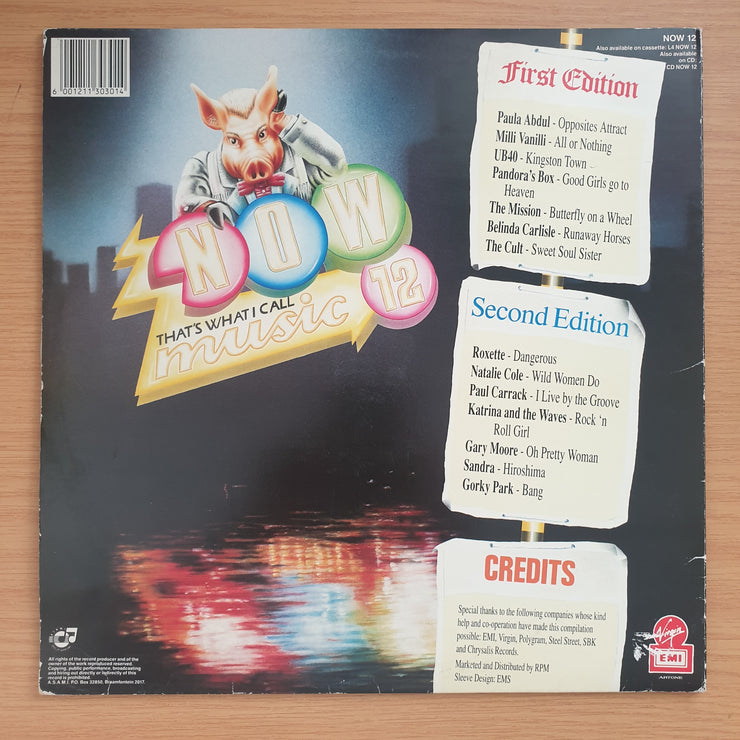 6 001211 303014
NOW 12
Also available on cassette: L4 NOW 12
Also available
on CD:
CD NOW 12
NOW
12
THAT'S WHAT I CALL
music
First Edition
Paula Abdul - Opposites Attract
Milli Vanilli - All or Nothing
UB40 - Kingston Town
Pandora's Box - Good Girls go to
Heaven
The Mission - Butterfly on a Wheel
Belinda Carlisle - Runaway Horses
The Cult - Sweet Soul Sister
Second Edition
Roxette - Dangerous
Natalie Cole - Wild Women Do
Paul Carrack - I Live by the Groove
Katrina and the Waves - Rock 'n
Roll Girl
Gary Moore - Oh Pretty Woman
Sandra - Hiroshima
Gorky Park - Bang
CREDITS
Special thanks to the following companies whose kind
help and co-operation have made this compilation
possible: EMI, Virgin, Polygram, Steel Street, SBK
and Chrysalis Records.
Marketed and Distributed by RPM
Sleeve Design: EMS
All rights of the record producer and of the
owner of the work reproduced reserved.
Copying, public performance, broadcasting
and hiring out directly or indirectly of this
record is prohibited.
A.S.A.M.I. P.O. Box 32850, Braamfontein 2017.
Virgin
EMI
ARTONE